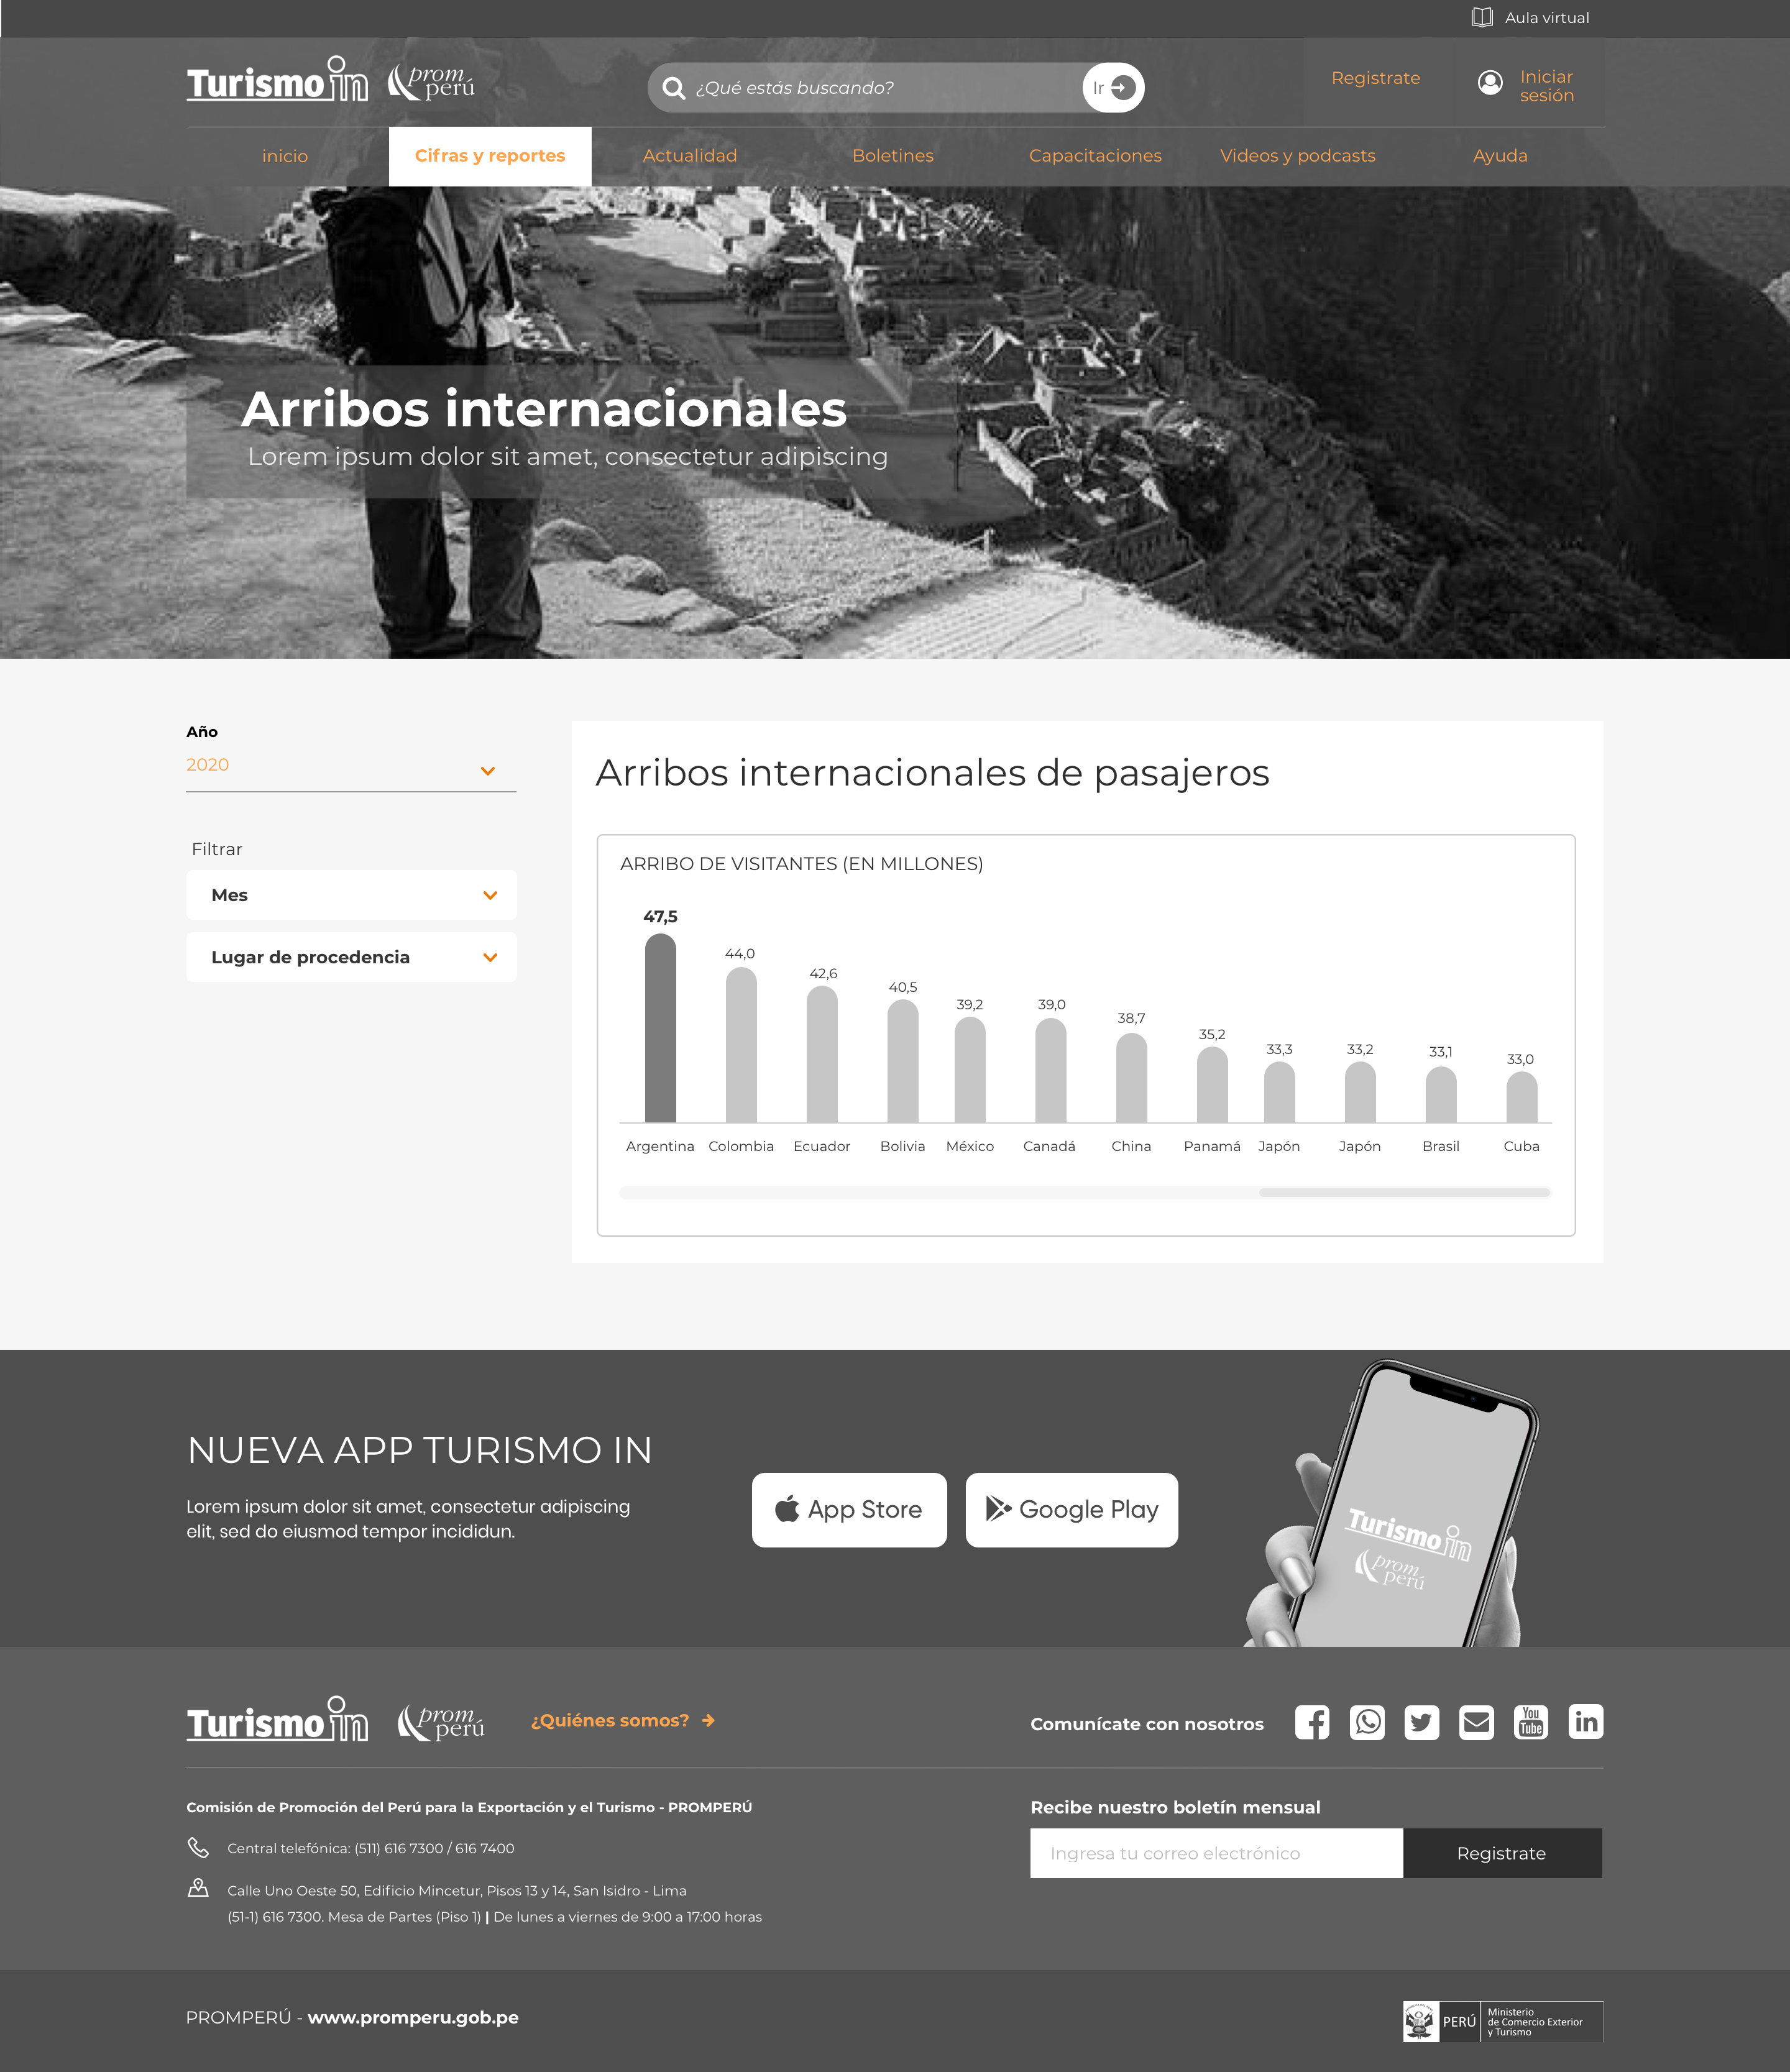 Aula virtual
Turismo in
prom
perú
¿Qué estás buscando?
Ir
Registrate
Iniciar
sesión
inicio
Cifras y reportes
Actualidad
Boletines
Capacitaciones
Videos y podcasts
Ayuda
Arribos internacionales
Lorem ipsum dolor sit amet, consectetur adipiscing
Año
2020
Filtrar
Mes
Lugar de procedencia
Arribos internacionales de pasajeros
ARRIBO DE VISITANTES (EN MILLONES)
47,5
44,0
42,6
40,5
39,2
39,0
38,7
35,2
33,3
33,2
33,1
33,0
Argentina
Colombia
Ecuador
Bolivia
México
Canadá
China
Panamá
Japón
Japón
Brasil
Cuba
NUEVA APP TURISMO IN
Lorem ipsum dolor sit amet, consectetur adipiscing
elit, sed do eiusmod tempor incididun.
App Store
Google Play
Turismo in
prom
perú
Turismo in
prom
perú
¿Quiénes somos?
Comunícate con nosotros
You
Tube
in
Comisión de Promoción del Perú para la Exportación y el Turismo - PROMPERÚ
Central telefónica: (511) 616 7300 / 616 7400
Calle Uno Oeste 50, Edificio Mincetur, Pisos 13 y 14, San Isidro - Lima
(51-1) 616 7300. Mesa de Partes (Piso 1) | De lunes a viernes de 9:00 a 17:00 horas
Recibe nuestro boletín mensual
Ingresa tu correo electrónico
Registrate
PROMPERÚ - www.promperu.gob.pe
PERÚ
Ministerio
de Comercio Exterior
y Turismo